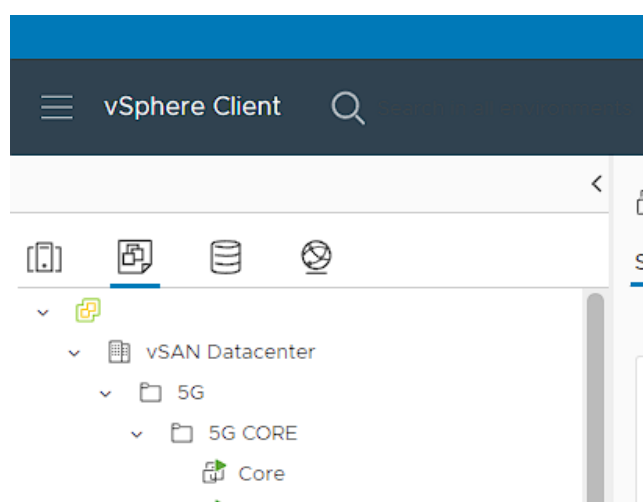 vSphere Client
S
vSAN Datacenter
5G
5G CORE
Core